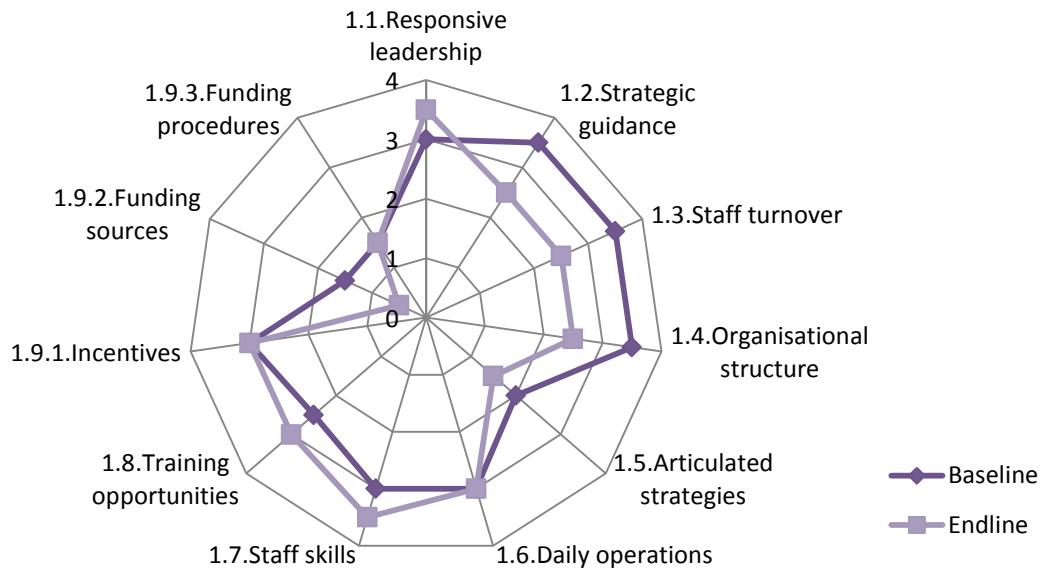 1.1.Responsive
leadership
1.2.Strategic
guidance
1.3.Staff turnover
1.4.Organisational
structure
1.5.Articulated
strategies
1.6.Daily operations
1.7.Staff skills
1.8.Training
opportunities
1.9.1.Incentives
1.9.2.Funding
sources
1.9.3.Funding
procedures
4
3
2
1
0
Baseline
Endline